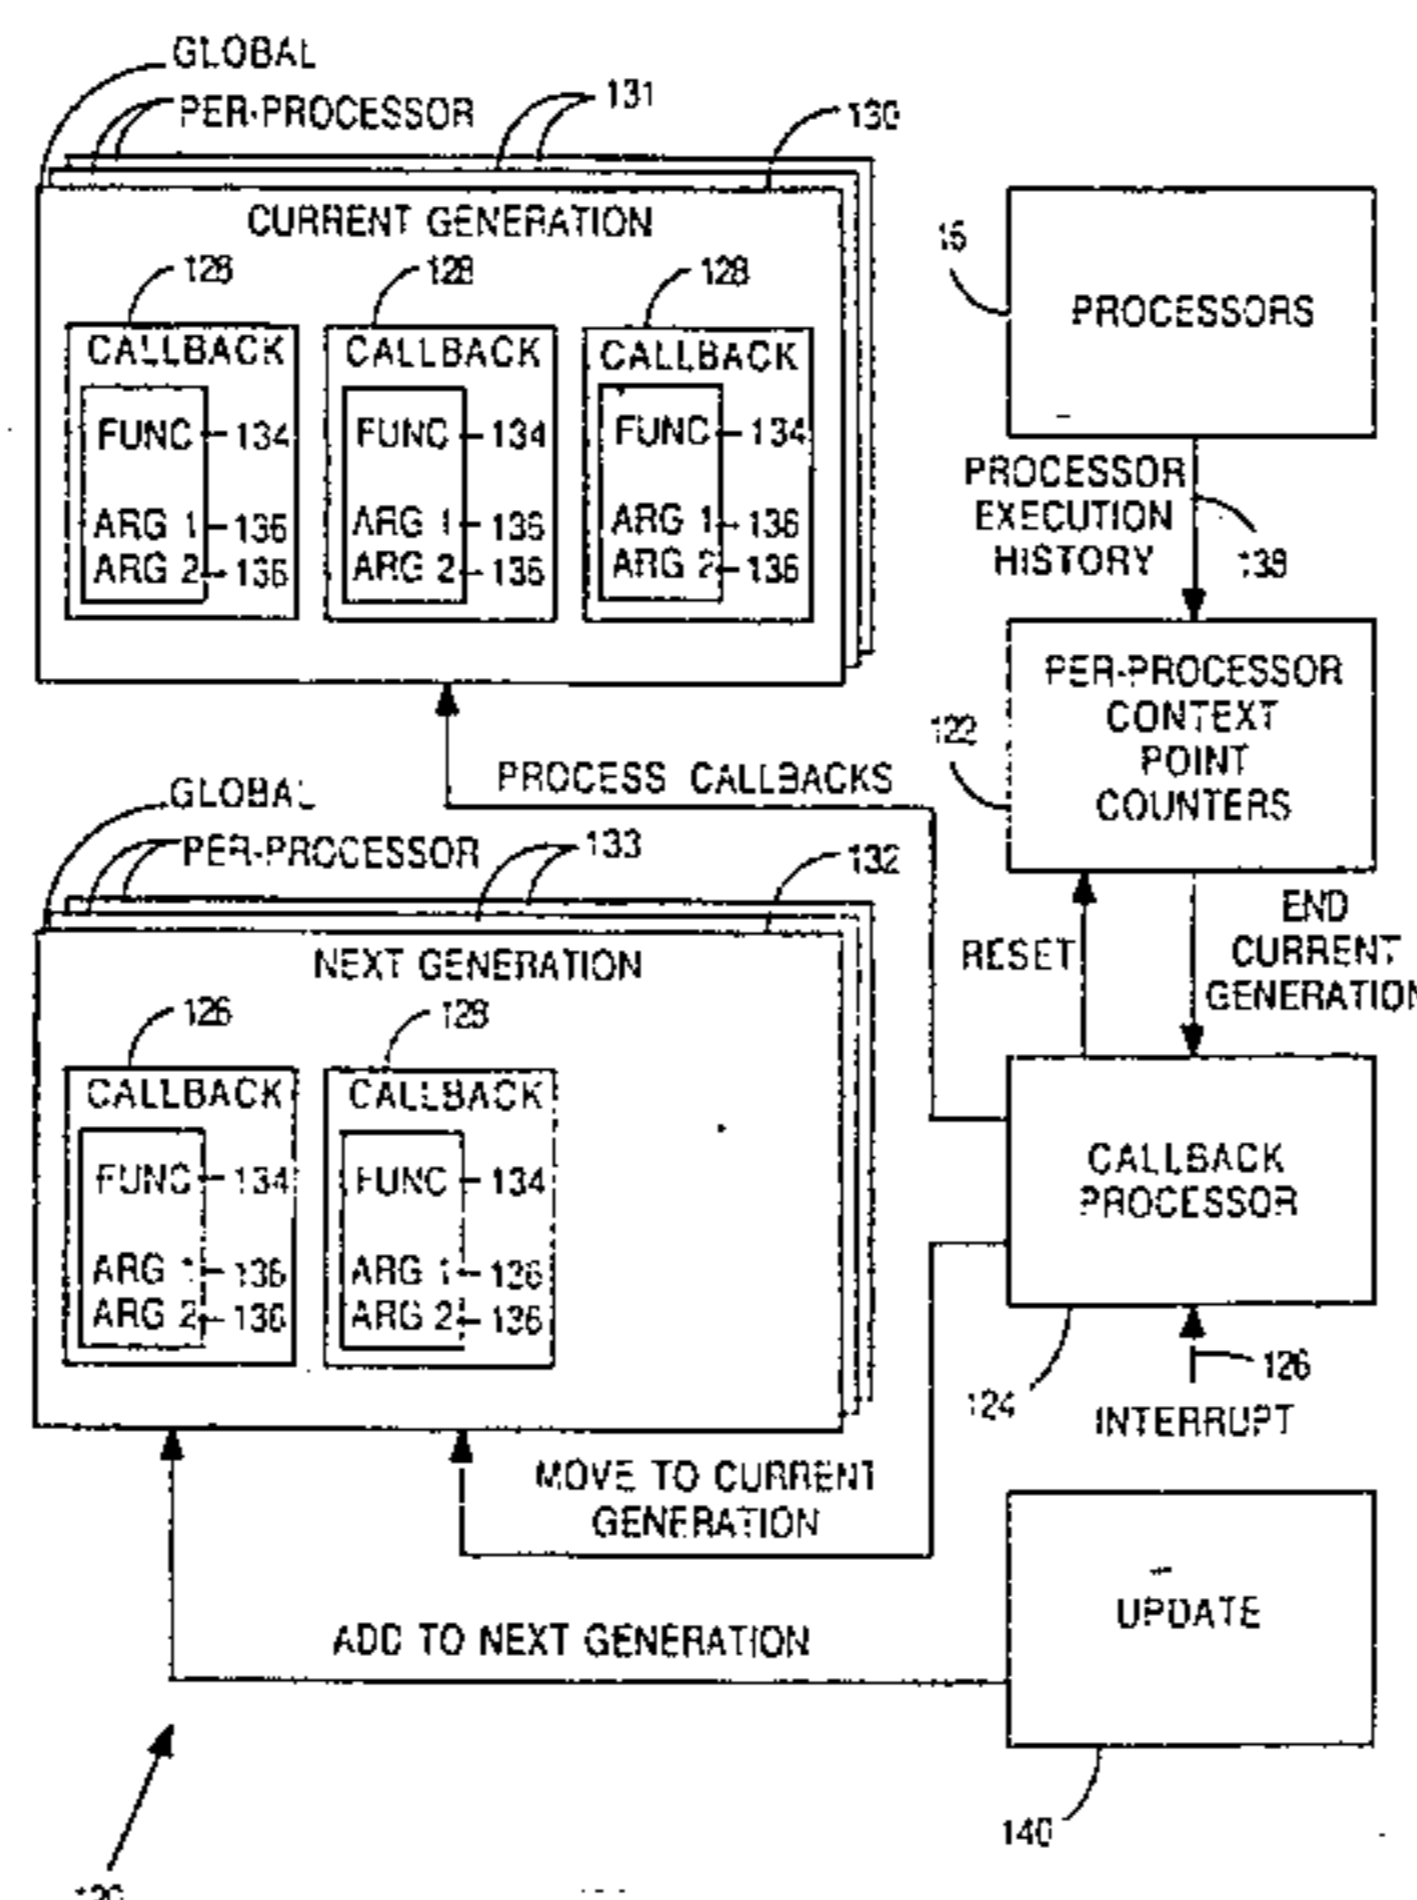 GLOBAL
PER-PROCESSOR
131
130
CURRENT GENERATION
128
128
128
CALLBACK
FUNC
134
ARG 1
136
ARG 2
136
CALLBACK
FUNC
134
ARG 1
136
ARG 2
136
CALLBACK
FUNC
134
ARG 1
136
ARG 2
136
PROCESS CALLBACKS
GLOBAL
PER-PROCESSOR
133
132
NEXT GENERATION
128
CALLBACK
FUNC
134
ARG 1
136
ARG 2
136
CALLBACK
FUNC
134
ARG 1
136
ARG 2
136
MOVE TO CURRENT
GENERATION
ADD TO NEXT GENERATION
PROCESSORS
PROCESSOR
EXECUTION
HISTORY
PER-PROCESSOR
CONTEXT
POINT
COUNTERS
122
RESET
END
CURRENT
GENERATION
CALLBACK
PROCESSOR
124
126
INTERRUPT
UPDATE
140